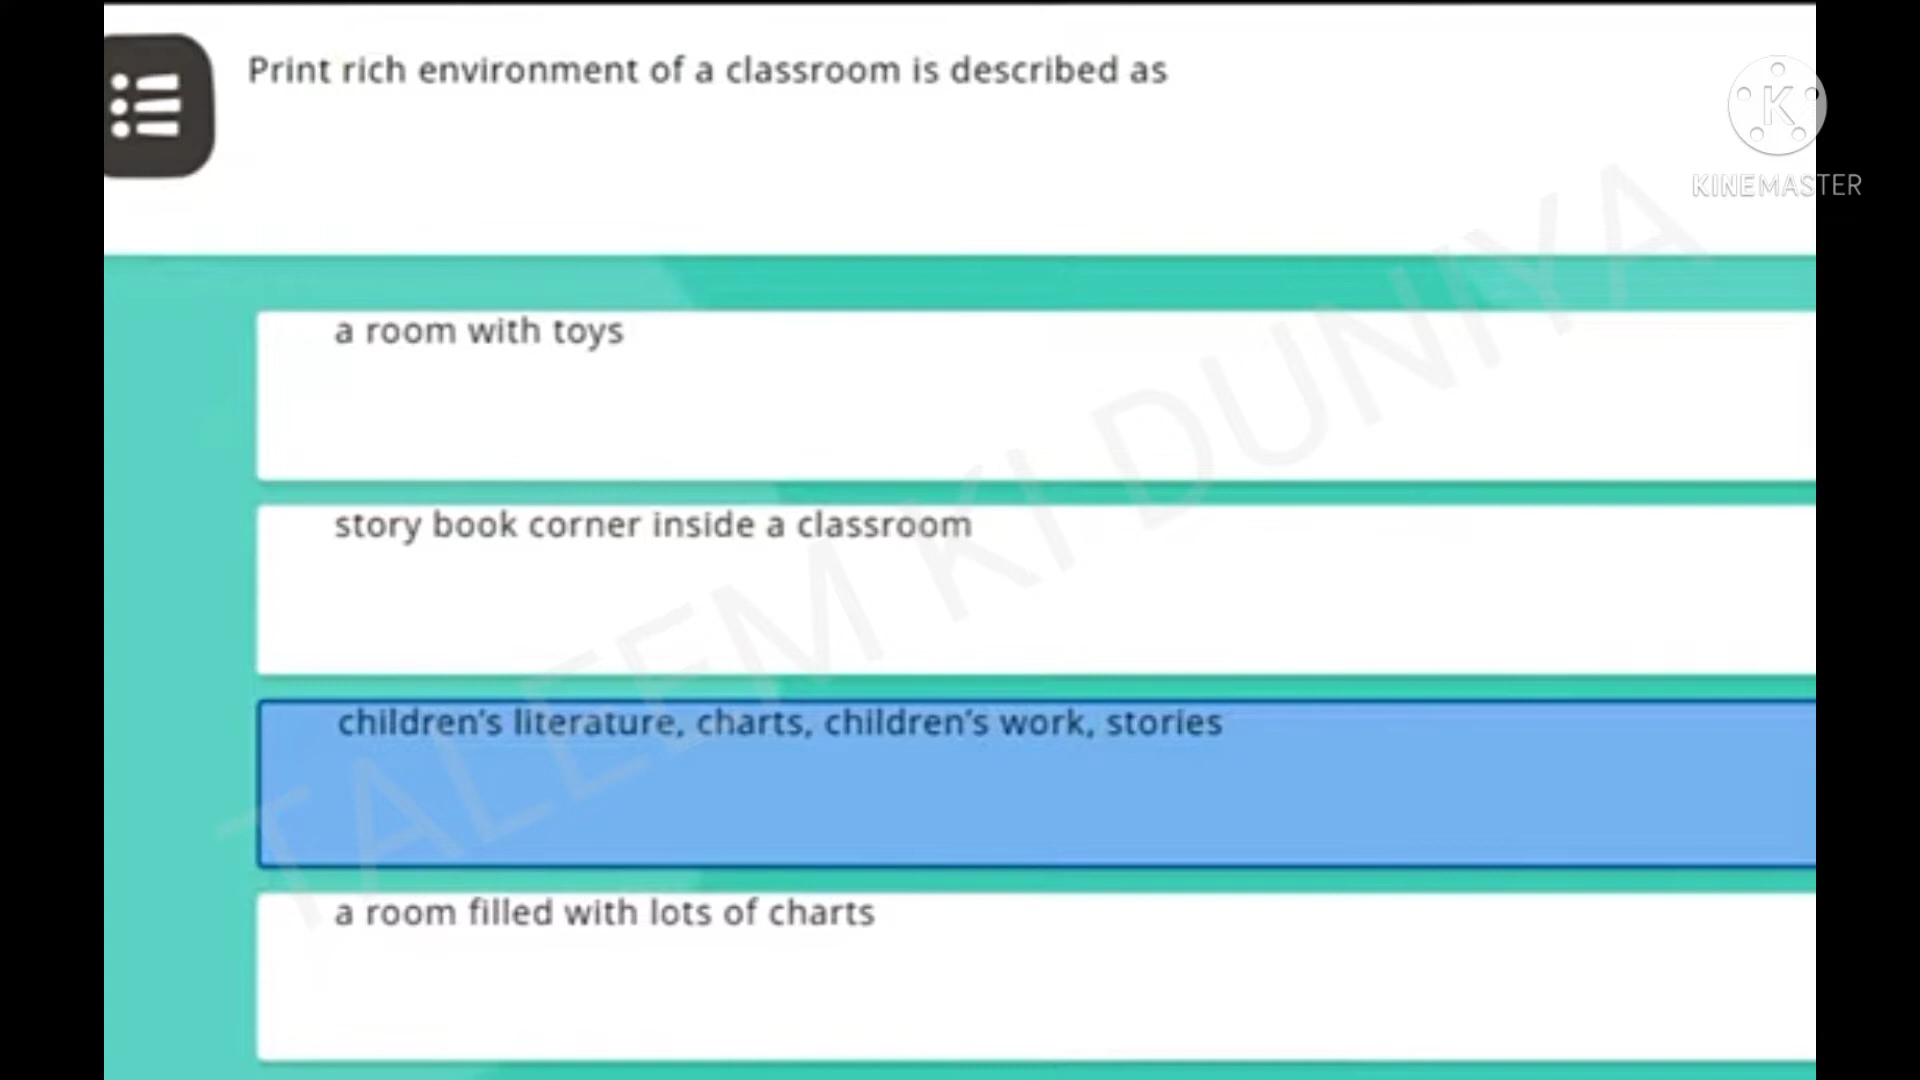 Print rich environment of a classroom is described as
K
KINEMASTER
a room with toys
story book corner inside a classroom
children's literature, charts, children's work, stories
a room filled with lots of charts
TALEEM KI DUNIYA